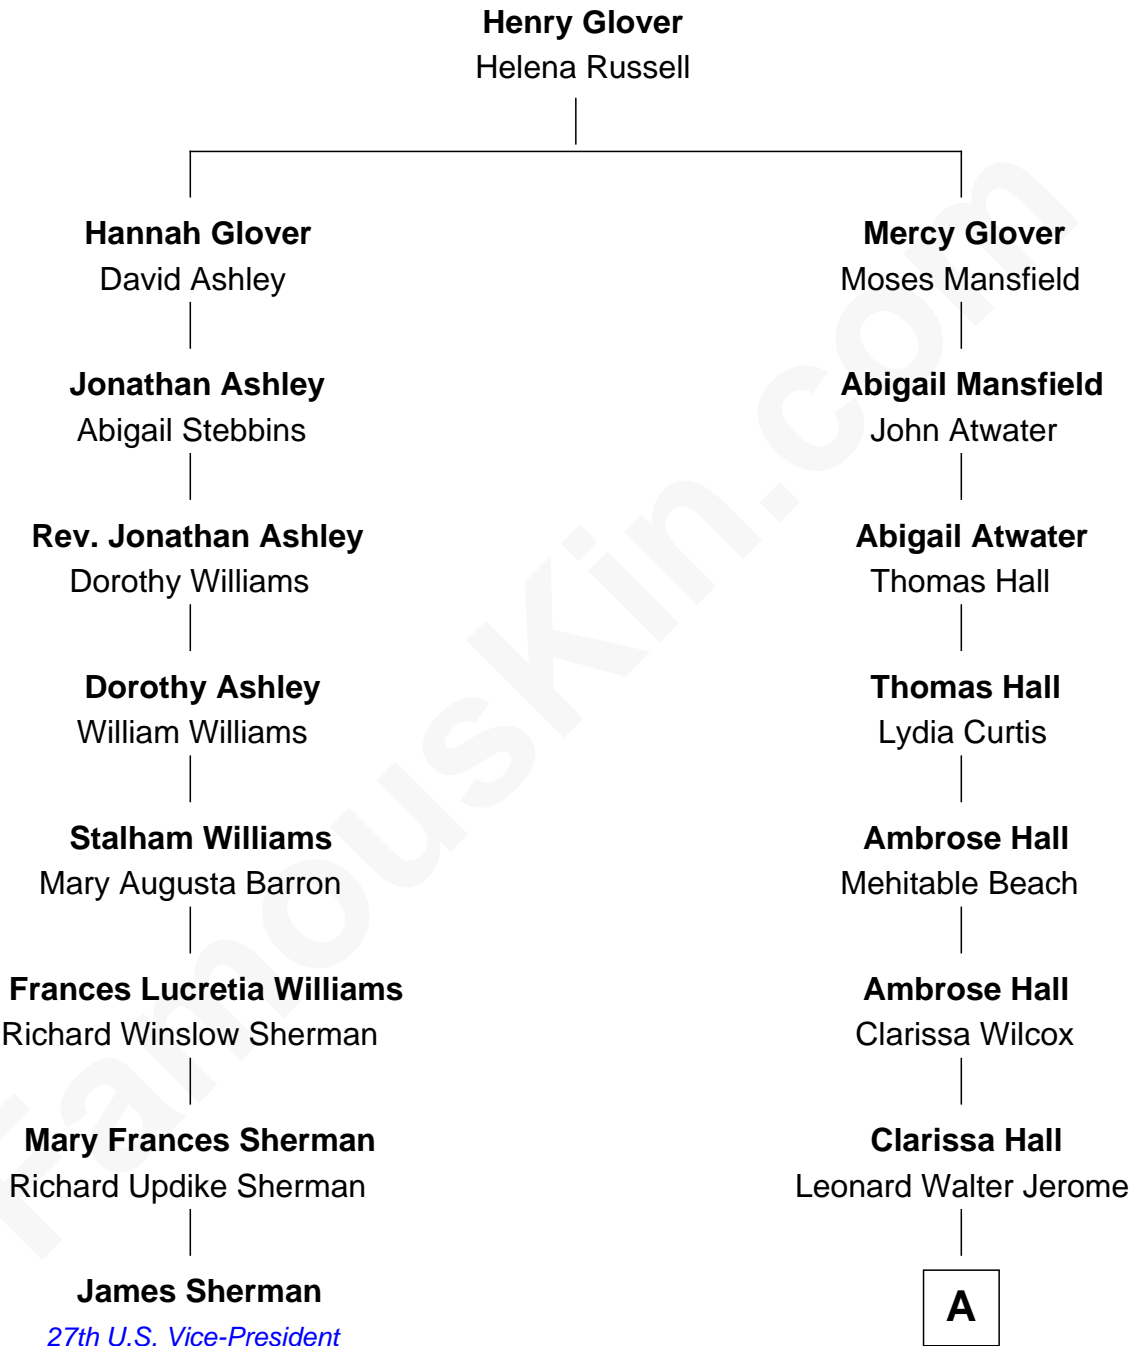 Henry Glover
Helena Russell
Hannah Glover
David Ashley
Mercy Glover
Moses Mansfield
Jonathan Ashley
Abigail Stebbins
Abigail Mansfield
John Atwater
Rev. Jonathan Ashley
Dorothy Williams
Abigail Atwater
Thomas Hall
Dorothy Ashley
William Williams
Thomas Hall
Lydia Curtis
Stalham Williams
Mary Augusta Barron
Ambrose Hall
Mehitable Beach
Frances Lucretia Williams
Richard Winslow Sherman
Ambrose Hall
Clarissa Wilcox
Mary Frances Sherman
Richard Updike Sherman
Clarissa Hall
Leonard Walter Jerome
James Sherman
27th U.S. Vice-President
A
FamousKin.com